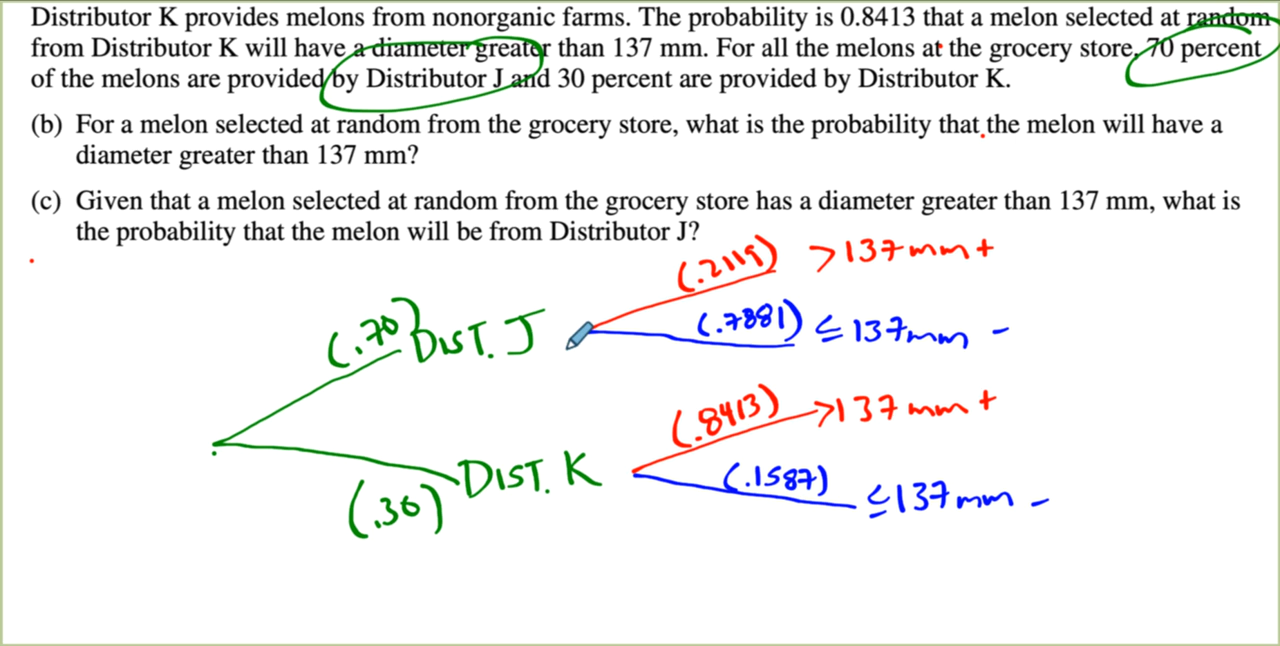 Distributor K provides melons from nonorganic farms. The probability is 0.8413 that a melon selected at random
from Distributor K will have a diameter greater than 137 mm. For all the melons at the grocery store, 70 percent
of the melons are provided by Distributor J and 30 percent are provided by Distributor K.
(b) For a melon selected at random from the grocery store, what is the probability that the melon will have a
diameter greater than 137 mm?
(c) Given that a melon selected at random from the grocery store has a diameter greater than 137 mm, what is
the probability that the melon will be from Distributor J?
(.2119) >137mm+
(.70) DIST. J
(.7881) ≤137mm -
(.8413) >137mm+
(.30) DIST. K
(.1587) ≤137mm -